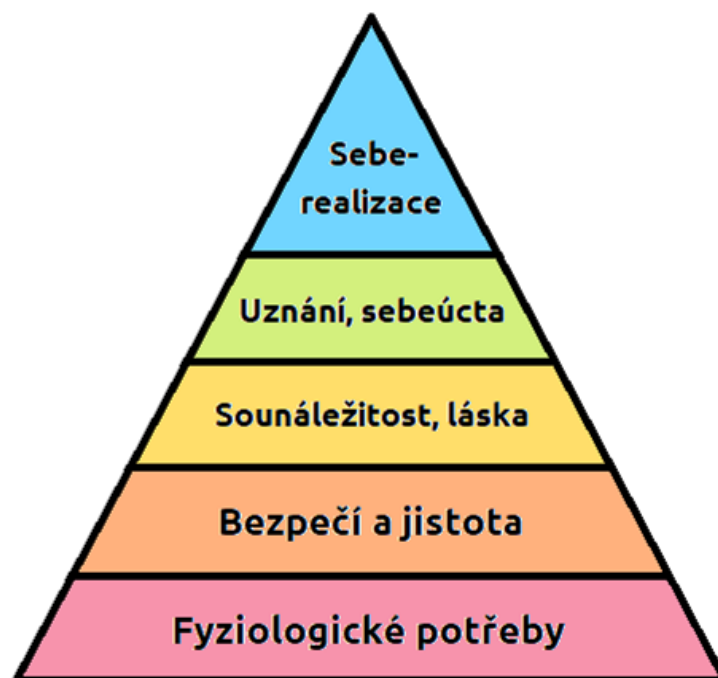 Sebe-
realizace
Uznání, sebeúcta
Sounáležitost, láska
Bezpečí a jistota
Fyziologické potřeby